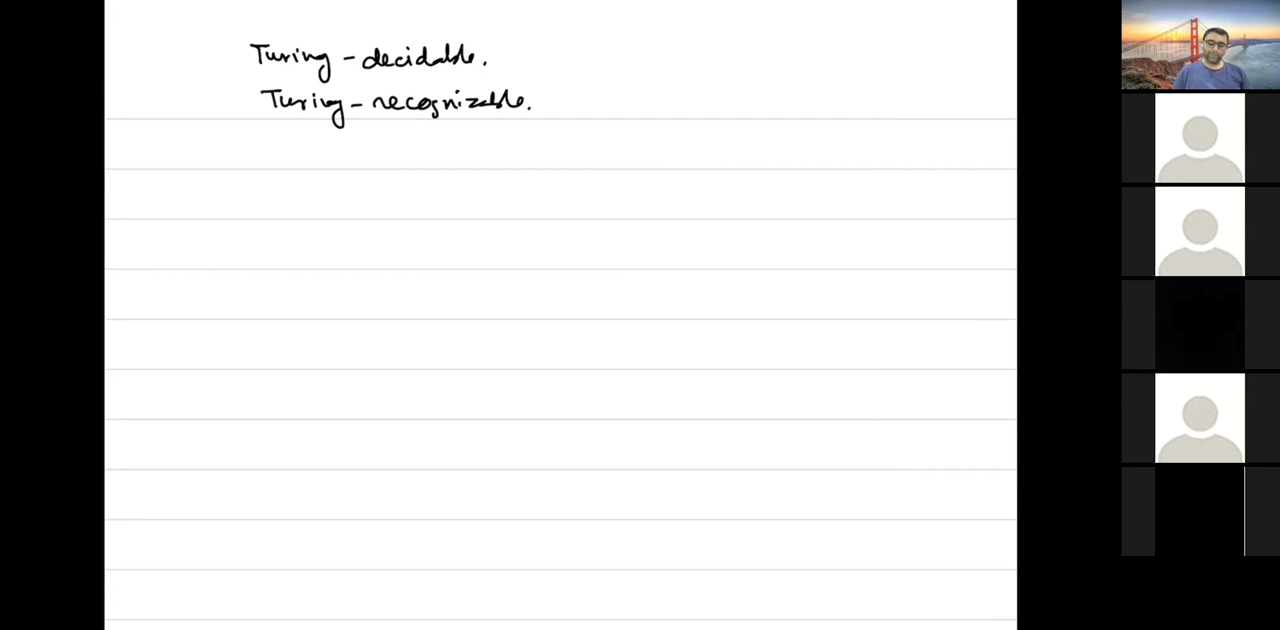 Turing - decidable.
Turing - recognizable.